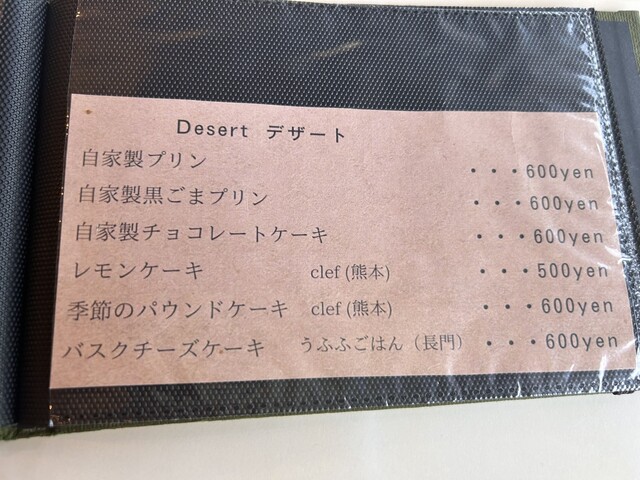 Desert デザート
自家製プリン ・・・600yen
自家製黒ごまプリン ・・・600yen
自家製チョコレートケーキ ・・・600yen
レモンケーキ clef (熊本) ・・・500yen
季節のパウンドケーキ clef (熊本) ・・・600yen
バスクチーズケーキ うふふごはん（長門） ・・・600yen